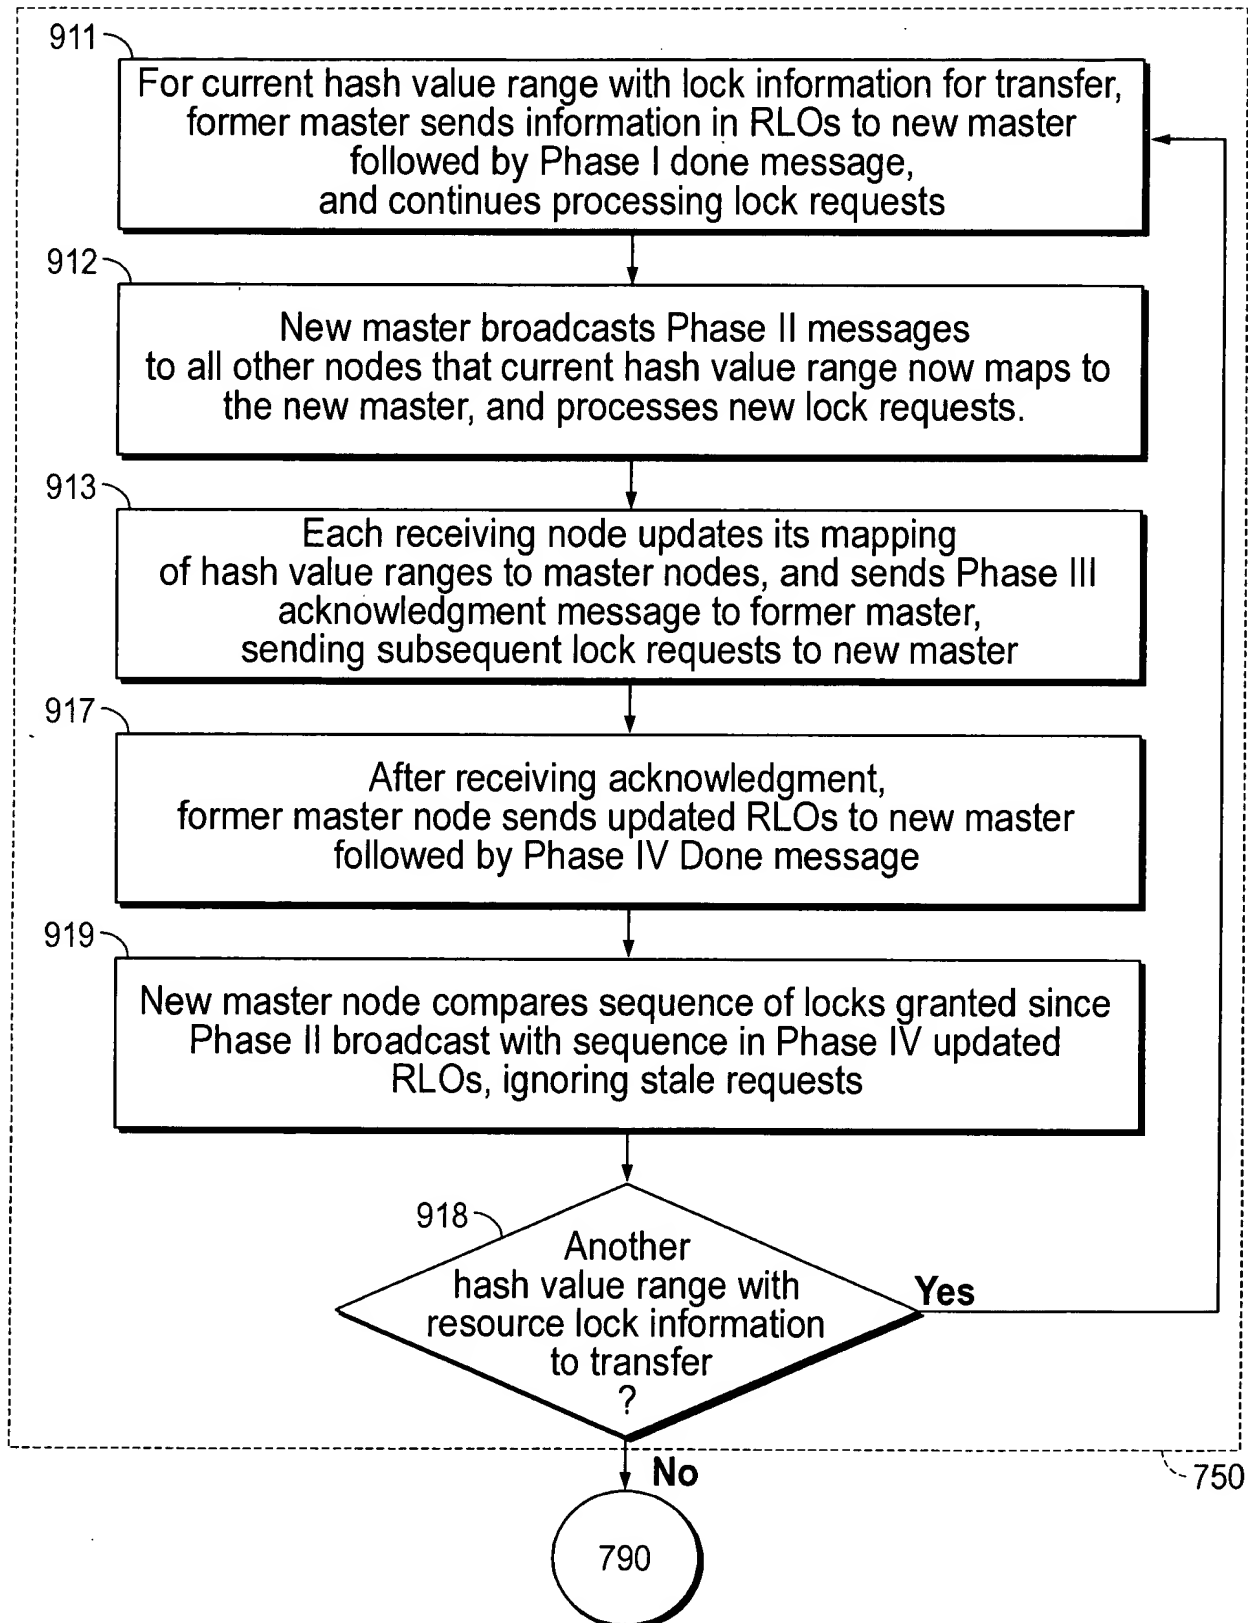 911
For current hash value range with lock information for transfer,
former master sends information in RLOs to new master
followed by Phase I done message,
and continues processing lock requests
912
New master broadcasts Phase II messages
to all other nodes that current hash value range now maps to
the new master, and processes new lock requests.
913
Each receiving node updates its mapping
of hash value ranges to master nodes, and sends Phase III
acknowledgment message to former master,
sending subsequent lock requests to new master
917
After receiving acknowledgment,
former master node sends updated RLOs to new master
followed by Phase IV Done message
919
New master node compares sequence of locks granted since
Phase II broadcast with sequence in Phase IV updated
RLOs, ignoring stale requests
918
Another
hash value range with
resource lock information
to transfer
?
Yes
No
750
790